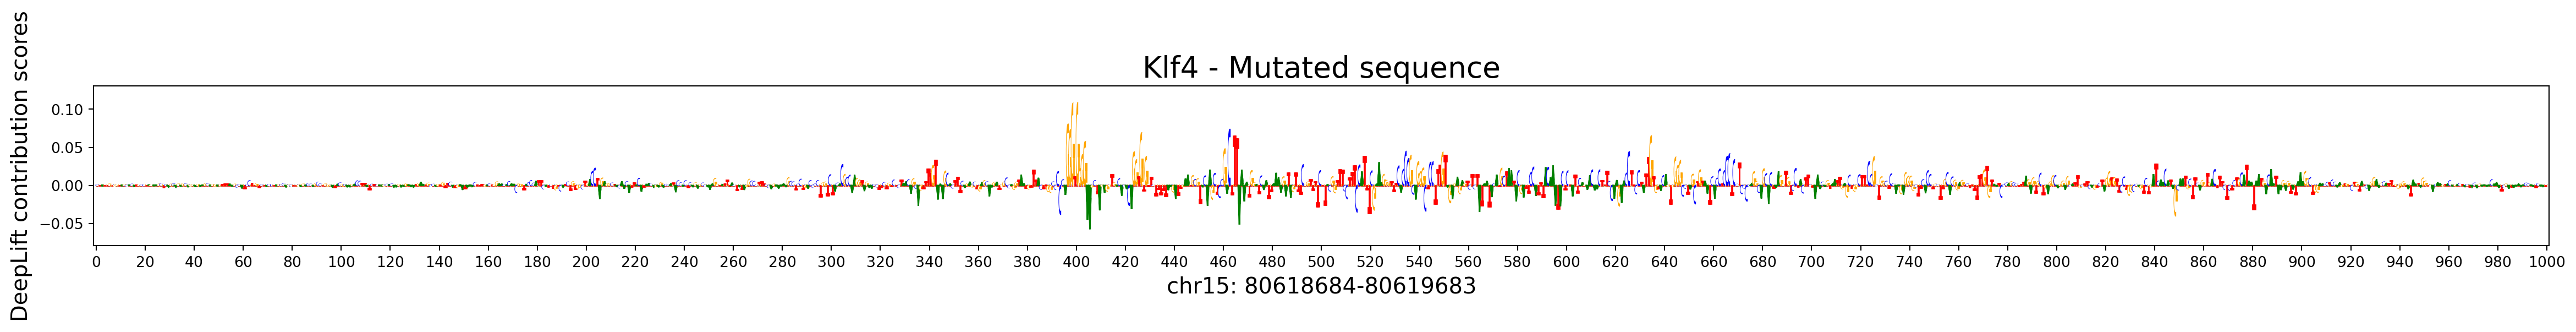 Klf4 - Mutated sequence
DeepLift contribution scores
0.10
0.05
0.00
−0.05
0 20 40 60 80 100 120 140 160 180 200 220 240 260 280 300 320 340 360 380 400 420 440 460 480 500 520 540 560 580 600 620 640 660 680 700 720 740 760 780 800 820 840 860 880 900 920 940 960 980 1000
chr15: 80618684-80619683